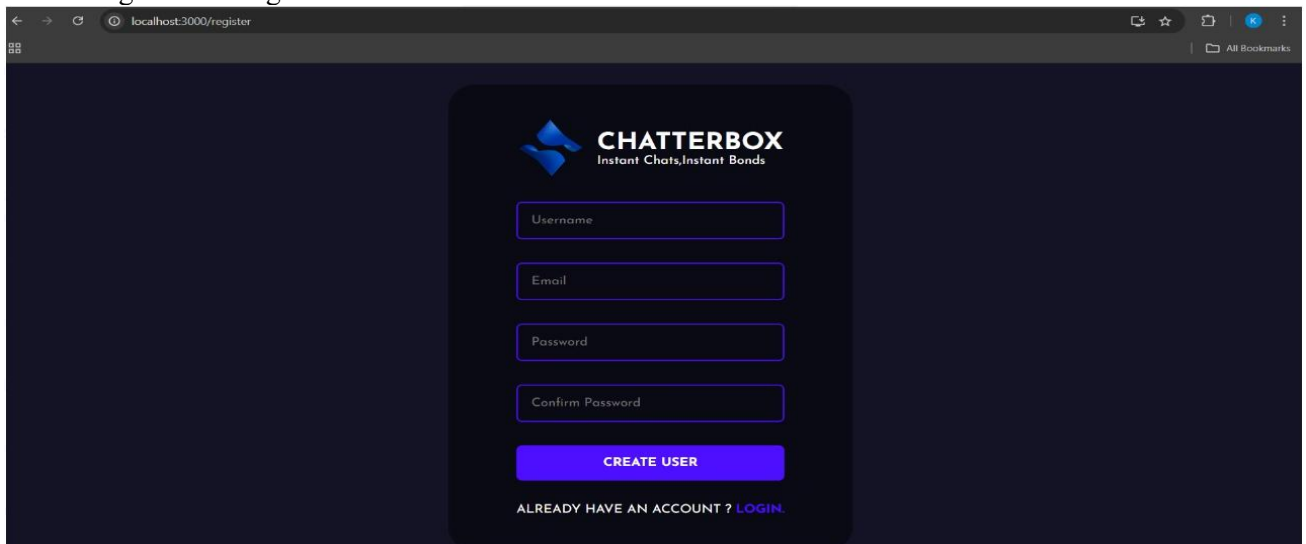 localhost:3000/register
K
All Bookmarks
CHATTERBOX
Instant Chats,Instant Bonds
Username
Email
Password
Confirm Password
CREATE USER
ALREADY HAVE AN ACCOUNT ? LOGIN.